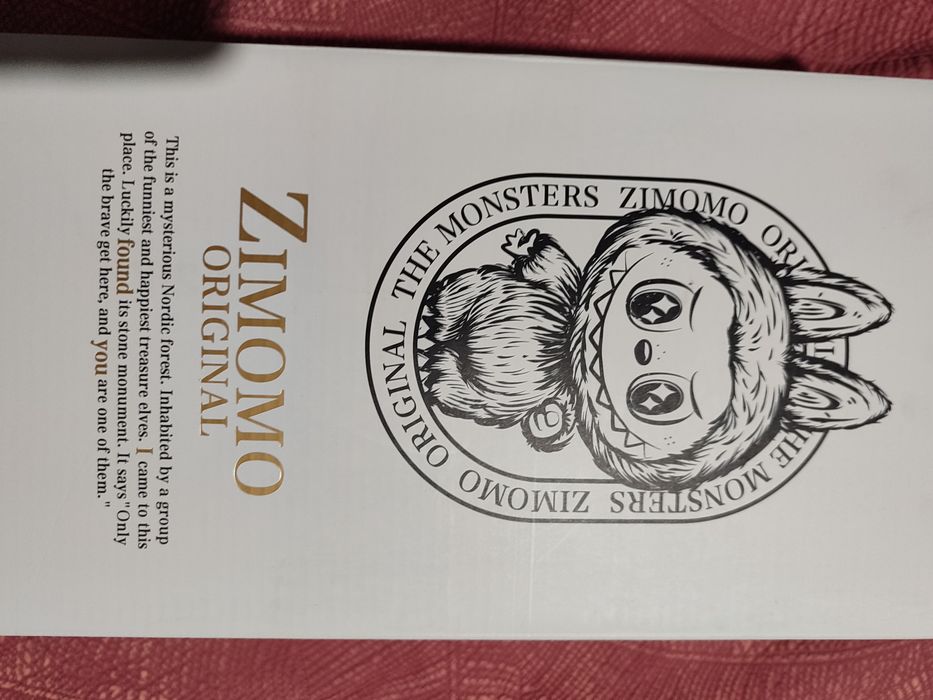 THE MONSTERS ZIMOMO ORI
THE MONSTERS ZIMOMO ORIGINAL
ZIMOMO
ORIGINAL
This is a mysterious Nordic forest. Inhabited by a group
of the funniest and happiest treasure elves. I came to this
place. Luckily found its stone monument. It says "Only
the brave get here, and you are one of them."